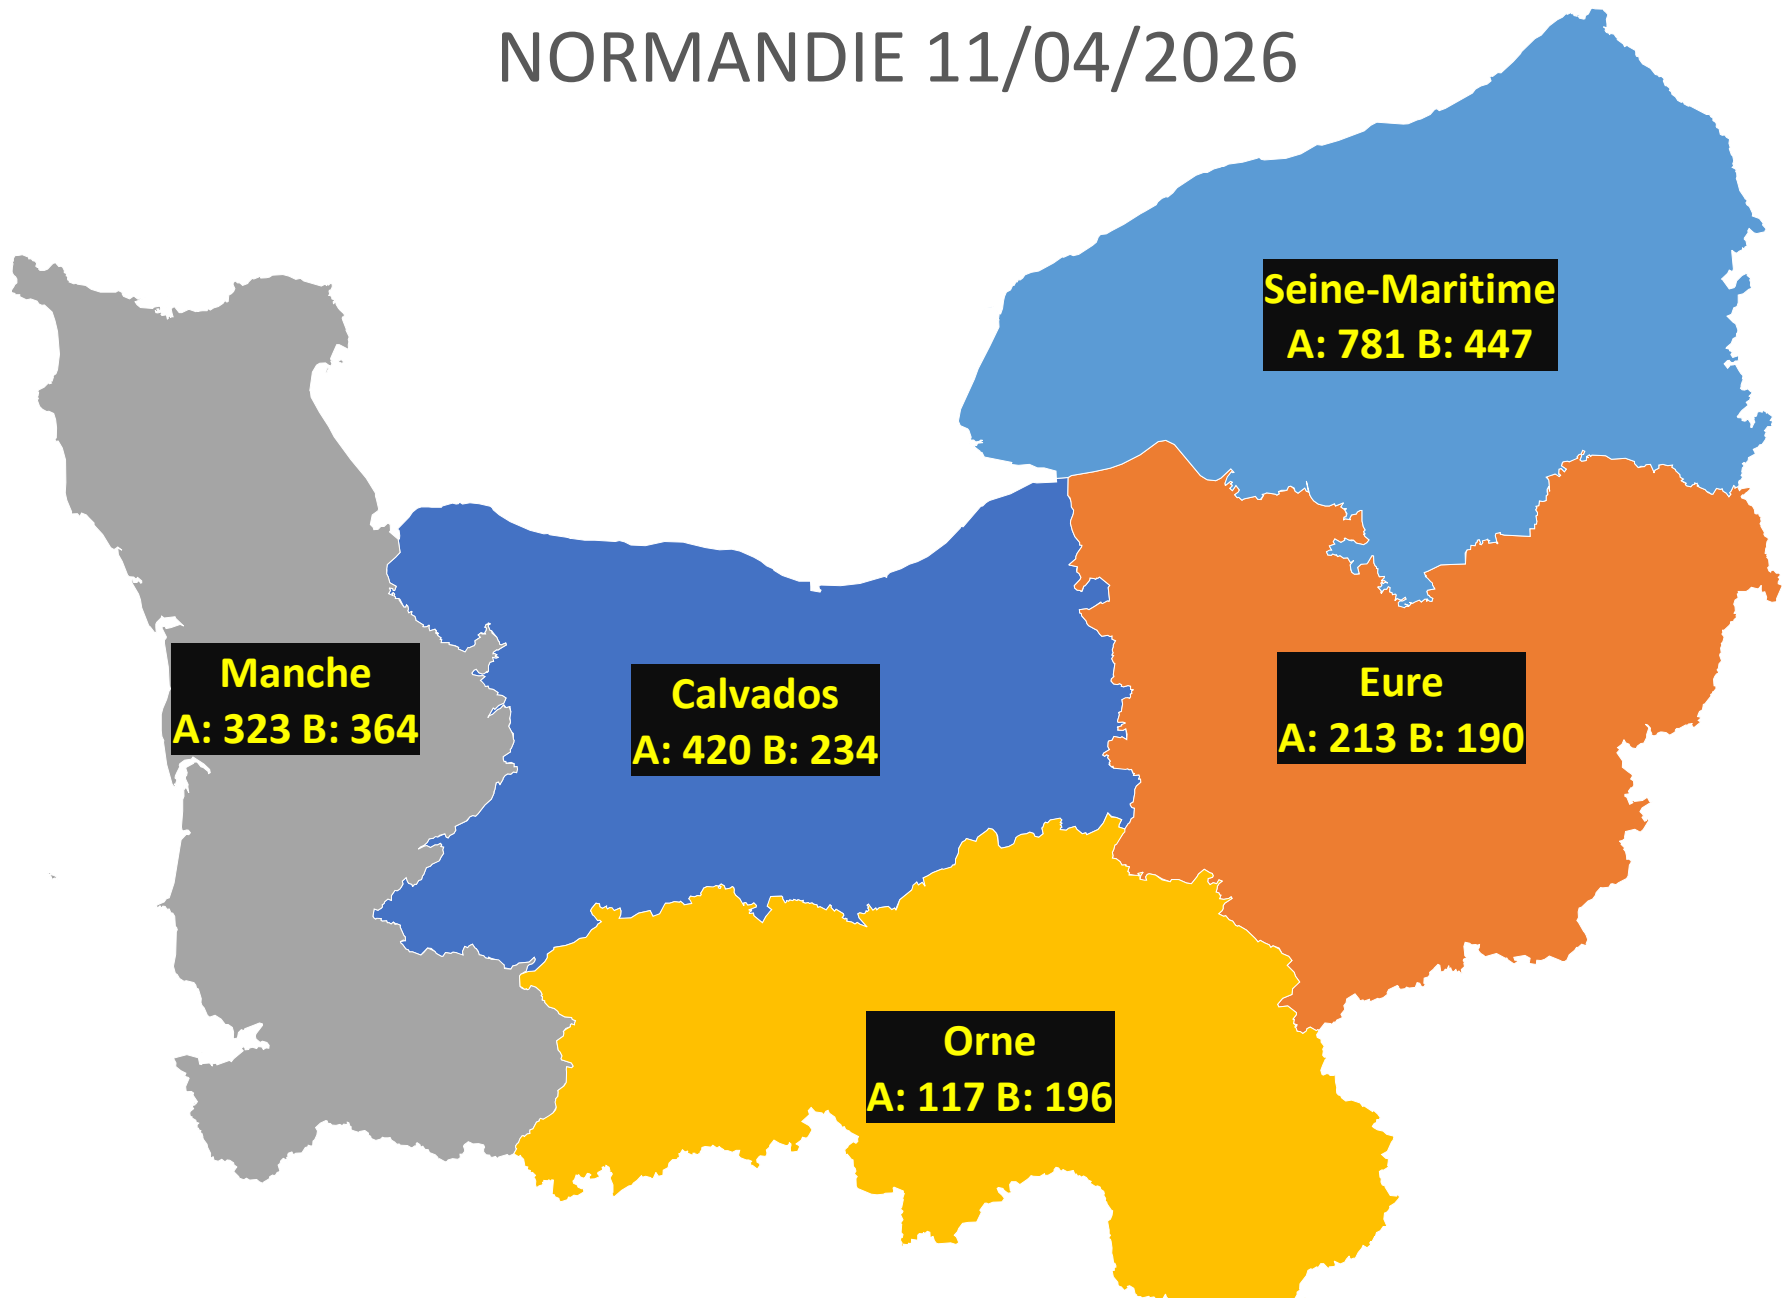 NORMANDIE 11/04/2026
Seine-Maritime
A: 781 B: 447
Manche
A: 323 B: 364
Calvados
A: 420 B: 234
Eure
A: 213 B: 190
Orne
A: 117 B: 196